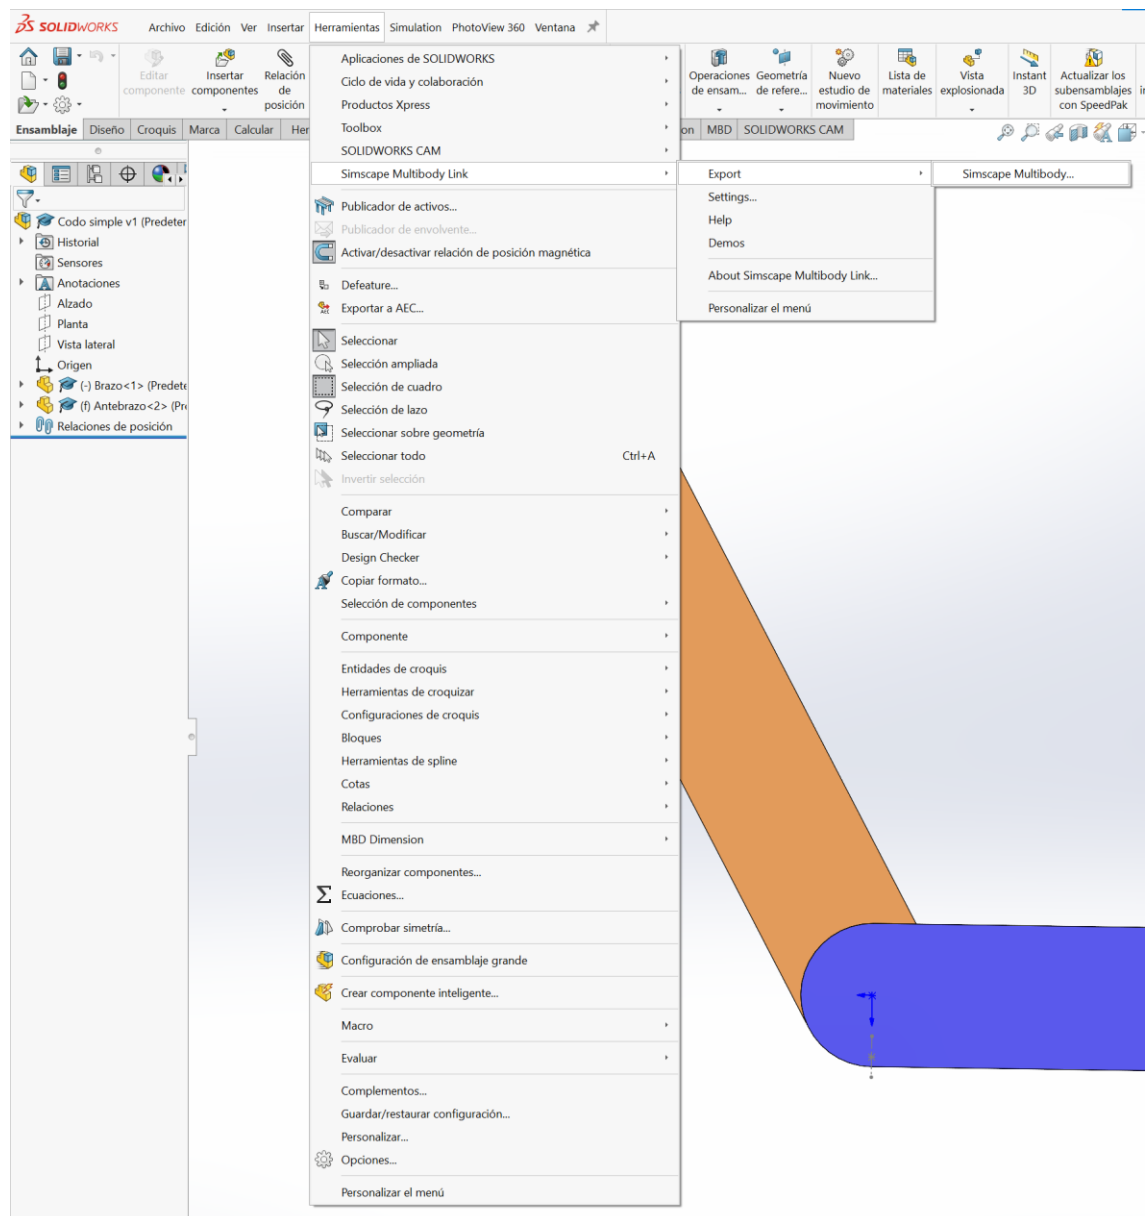 SOLIDWORKS
Archivo Edición Ver Insertar Herramientas Simulation PhotoView 360 Ventana
Editar componente
Insertar componentes
Relación de posición
Operaciones de ensam...
Geometría de refere...
Nuevo estudio de movimiento
Lista de materiales
Vista explosionada
Instant 3D
Actualizar los subensamblajes con SpeedPak
Ensamblaje Diseño Croquis Marca Calcular Her
on MBD SOLIDWORKS CAM
Codo simple v1 (Predeter
Historial
Sensores
Anotaciones
Alzado
Planta
Vista lateral
Origen
(-) Brazo<1> (Predete
(f) Antebrazo<2> (Pr
Relaciones de posición
Aplicaciones de SOLIDWORKS
Ciclo de vida y colaboración
Productos Xpress
Toolbox
SOLIDWORKS CAM
Simscape Multibody Link
Publicador de activos...
Publicador de envolvente...
Activar/desactivar relación de posición magnética
Defeature...
Exportar a AEC...
Seleccionar
Selección ampliada
Selección de cuadro
Selección de lazo
Seleccionar sobre geometría
Seleccionar todo Ctrl+A
Invertir selección
Comparar
Buscar/Modificar
Design Checker
Copiar formato...
Selección de componentes
Componente
Entidades de croquis
Herramientas de croquizar
Configuraciones de croquis
Bloques
Herramientas de spline
Cotas
Relaciones
MBD Dimension
Reorganizar componentes...
Ecuaciones...
Comprobar simetría...
Configuración de ensamblaje grande
Crear componente inteligente...
Macro
Evaluar
Complementos...
Guardar/restaurar configuración...
Personalizar...
Opciones...
Personalizar el menú
Export
Settings...
Help
Demos
About Simscape Multibody Link...
Personalizar el menú
Simscape Multibody...